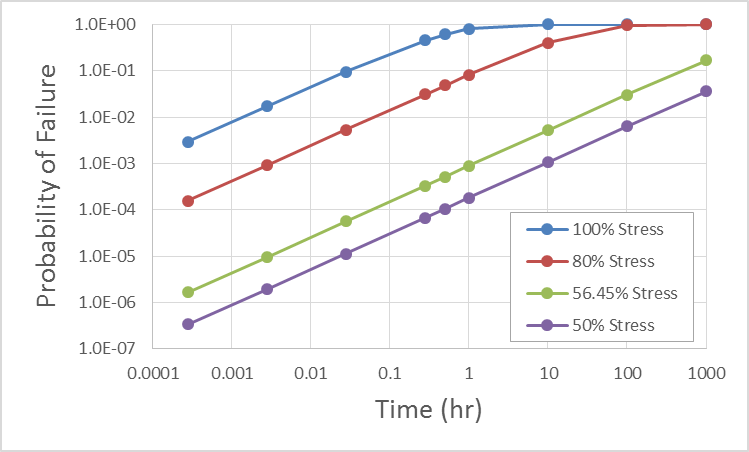 1.0E+00
1.0E-01
1.0E-02
1.0E-03
1.0E-04
1.0E-05
1.0E-06
1.0E-07
Probability of Failure
0.0001 0.001 0.01 0.1 1 10 100 1000
Time (hr)
100% Stress
80% Stress
56.45% Stress
50% Stress